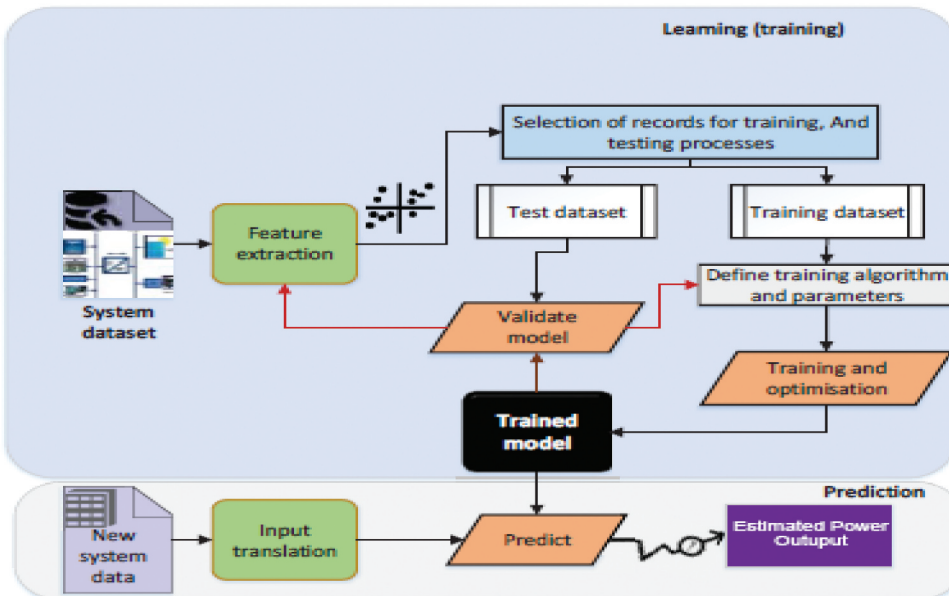 Learning (training)
Selection of records for training, And
testing processes
Test dataset
Training dataset
Feature
extraction
Define training algorithm
and parameters
System
dataset
Validate
model
Training and
optimisation
Trained
model
Prediction
New
system
data
Input
translation
Predict
Estimated Power
Outuput